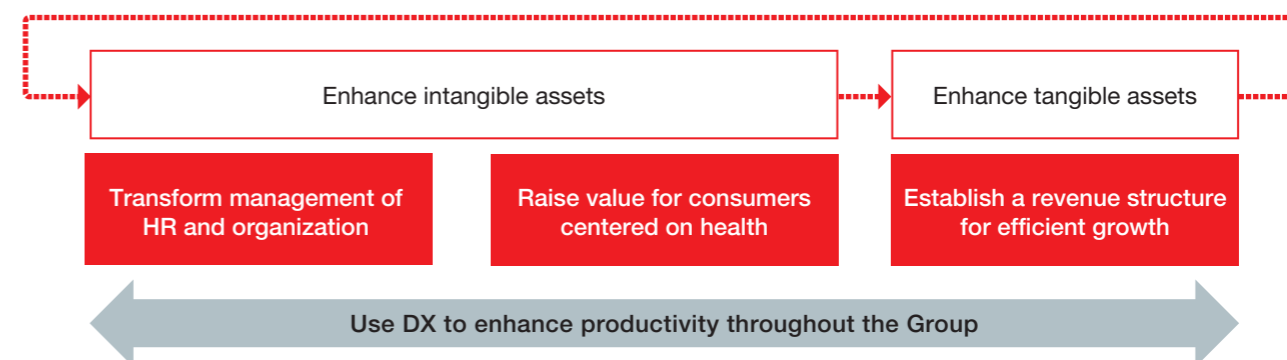 Enhance intangible assets
Enhance tangible assets
Transform management of
HR and organization
Raise value for consumers
centered on health
Establish a revenue structure
for efficient growth
Use DX to enhance productivity throughout the Group